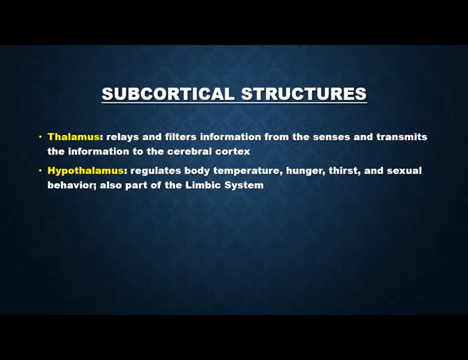 SUBCORTICAL STRUCTURES
• Thalamus: relays and filters information from the senses and transmits
the information to the cerebral cortex
• Hypothalamus: regulates body temperature, hunger, thirst, and sexual
behavior; also part of the Limbic System